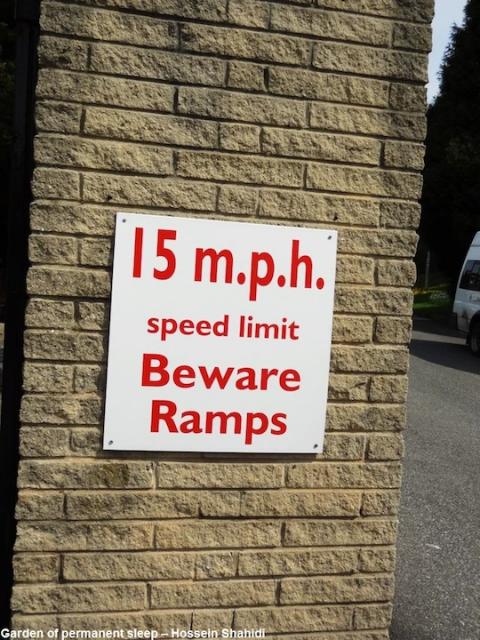 15 m.p.h.
speed limit
Beware
Ramps
Garden of permanent sleep – Hossein Shahidi